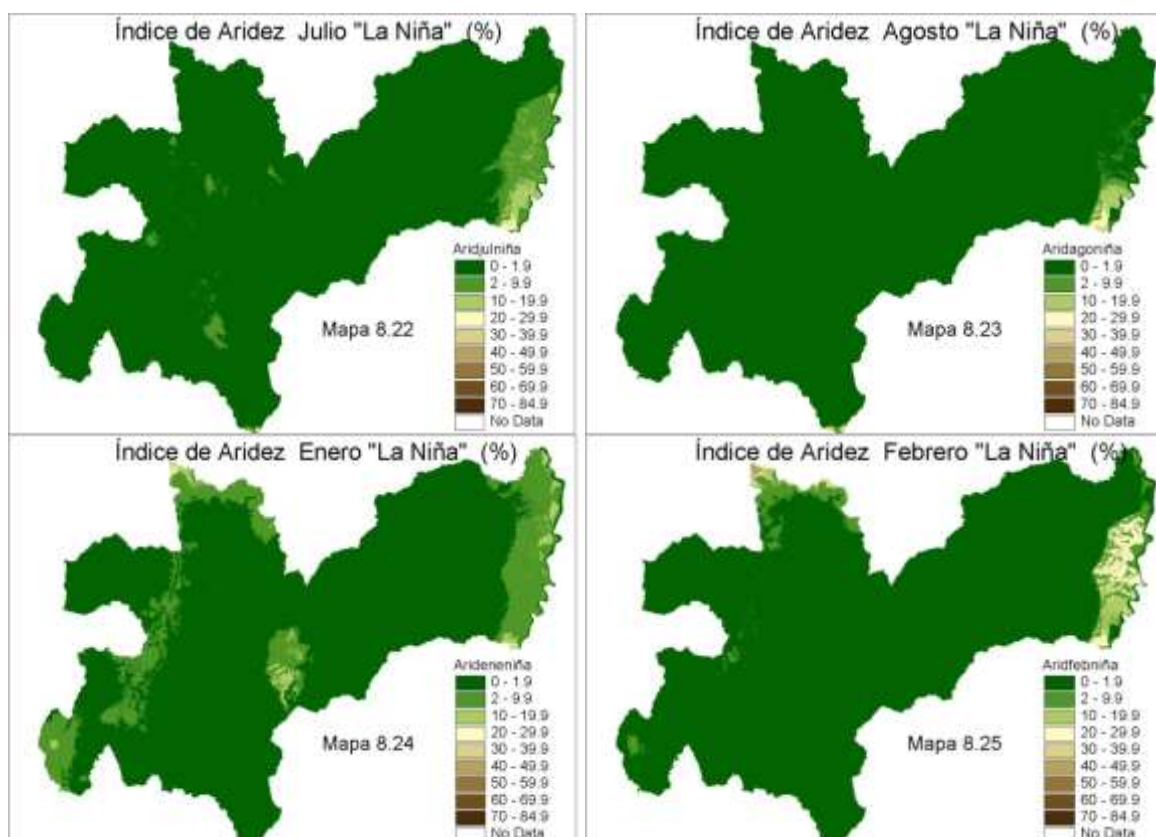 Índice de Aridez Julio "La Niña" (%)
Aridjulniña
0 - 1.9
2 - 9.9
10 - 19.9
20 - 29.9
30 - 39.9
40 - 49.9
50 - 59.9
60 - 69.9
70 - 84.9
No Data
Mapa 8.22
Índice de Aridez Agosto "La Niña" (%)
Aridagoniña
0 - 1.9
2 - 9.9
10 - 19.9
20 - 29.9
30 - 39.9
40 - 49.9
50 - 59.9
60 - 69.9
70 - 84.9
No Data
Mapa 8.23
Índice de Aridez Enero "La Niña" (%)
Arideneniña
0 - 1.9
2 - 9.9
10 - 19.9
20 - 29.9
30 - 39.9
40 - 49.9
50 - 59.9
60 - 69.9
70 - 84.9
No Data
Mapa 8.24
Índice de Aridez Febrero "La Niña" (%)
Aridfebniña
0 - 1.9
2 - 9.9
10 - 19.9
20 - 29.9
30 - 39.9
40 - 49.9
50 - 59.9
60 - 69.9
70 - 84.9
No Data
Mapa 8.25